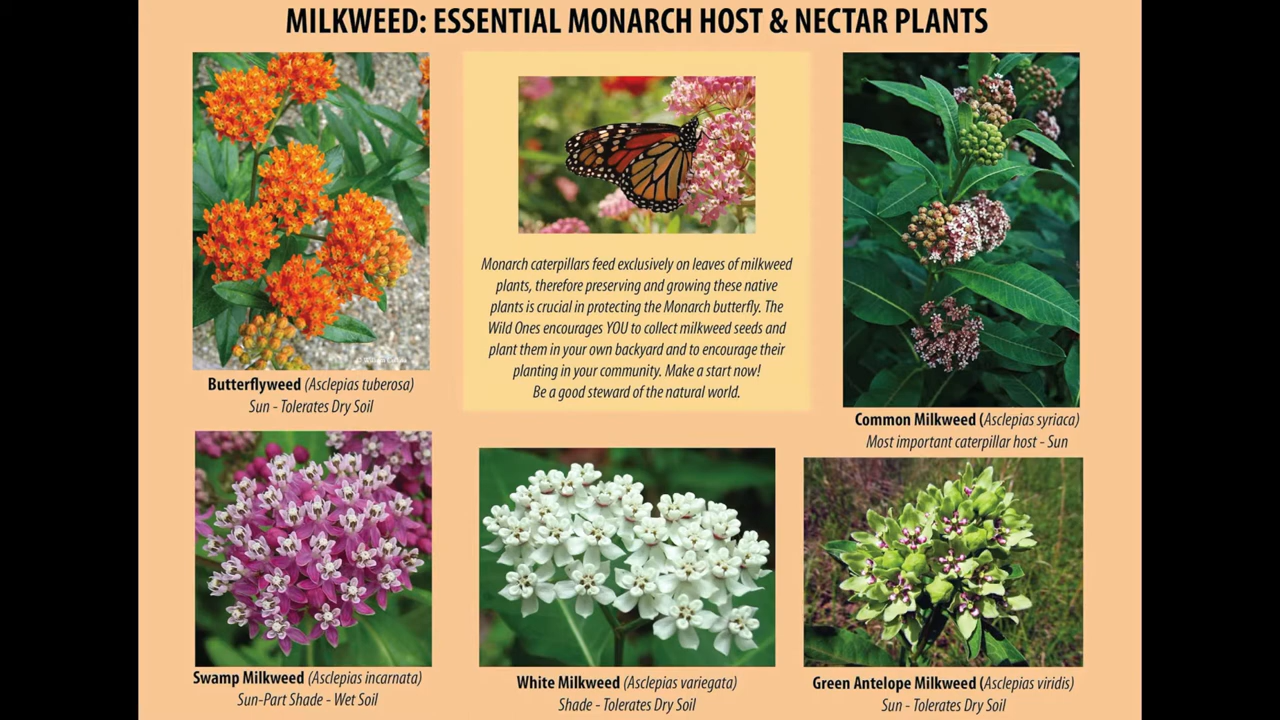 MILKWEED: ESSENTIAL MONARCH HOST & NECTAR PLANTS
Monarch caterpillars feed exclusively on leaves of milkweed
plants, therefore preserving and growing these native
plants is crucial in protecting the Monarch butterfly. The
Wild Ones encourages YOU to collect milkweed seeds and
plant them in your own backyard and to encourage their
planting in your community. Make a start now!
Be a good steward of the natural world.
Butterflyweed (Asclepias tuberosa)
Sun - Tolerates Dry Soil
Common Milkweed (Asclepias syriaca)
Most important caterpillar host - Sun
Swamp Milkweed (Asclepias incarnata)
Sun-Part Shade - Wet Soil
White Milkweed (Asclepias variegata)
Shade - Tolerates Dry Soil
Green Antelope Milkweed (Asclepias viridis)
Sun - Tolerates Dry Soil